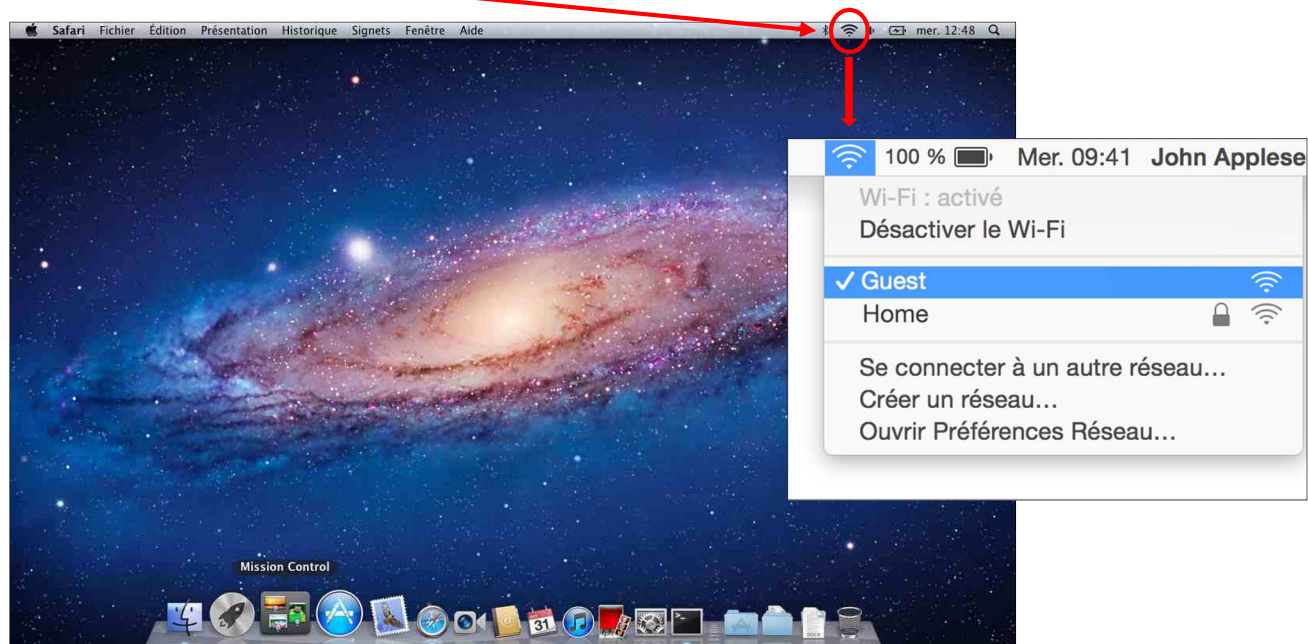 Safari Fichier Édition Présentation Historique Signets Fenêtre Aide mer. 12:48
100 % Mer. 09:41 John Applese
Wi-Fi : activé
Désactiver le Wi-Fi
Guest
Home
Se connecter à un autre réseau...
Créer un réseau...
Ouvrir Préférences Réseau...
Mission Control
31
DOCX